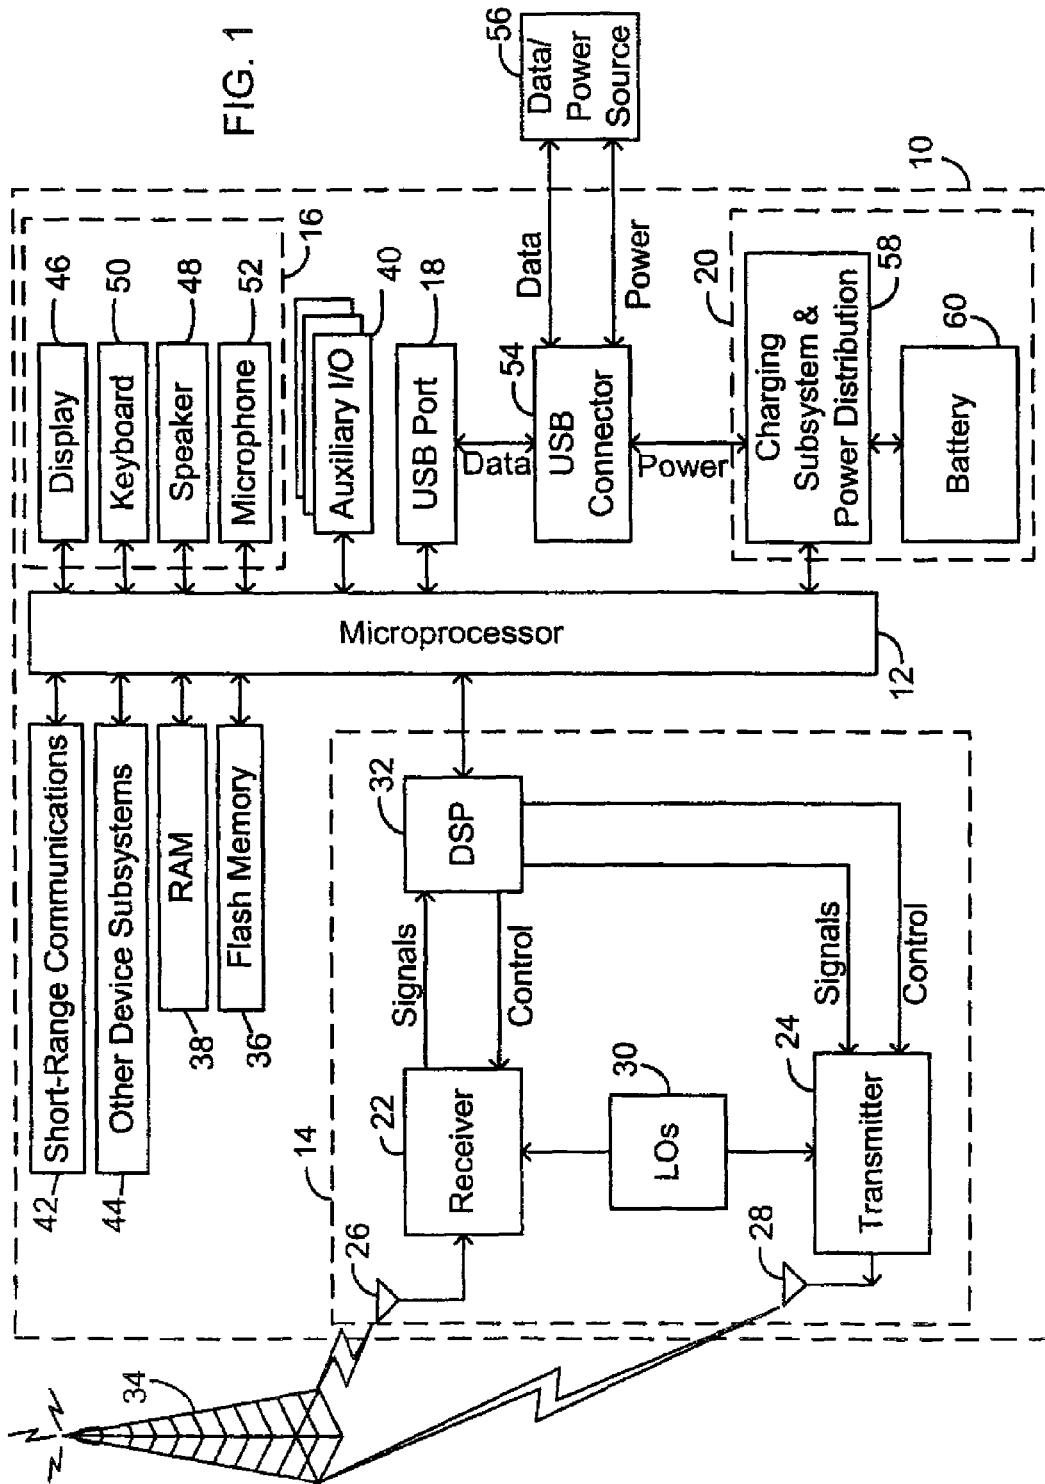 FIG. 1
42
Short-Range Communications
44
Other Device Subsystems
38
RAM
36
Flash Memory
Microprocessor
12
Display
46
Keyboard
50
Speaker
48
Microphone
52
16
Auxiliary I/O
40
USB Port
18
Data
USB
Connector
54
Data
Power
Data/
Power
Source
56
Power
20
Charging
Subsystem &
Power Distribution
58
Battery
60
10
14
34
26
28
Receiver
22
Signals
Control
DSP
32
LOs
30
Transmitter
24
Signals
Control